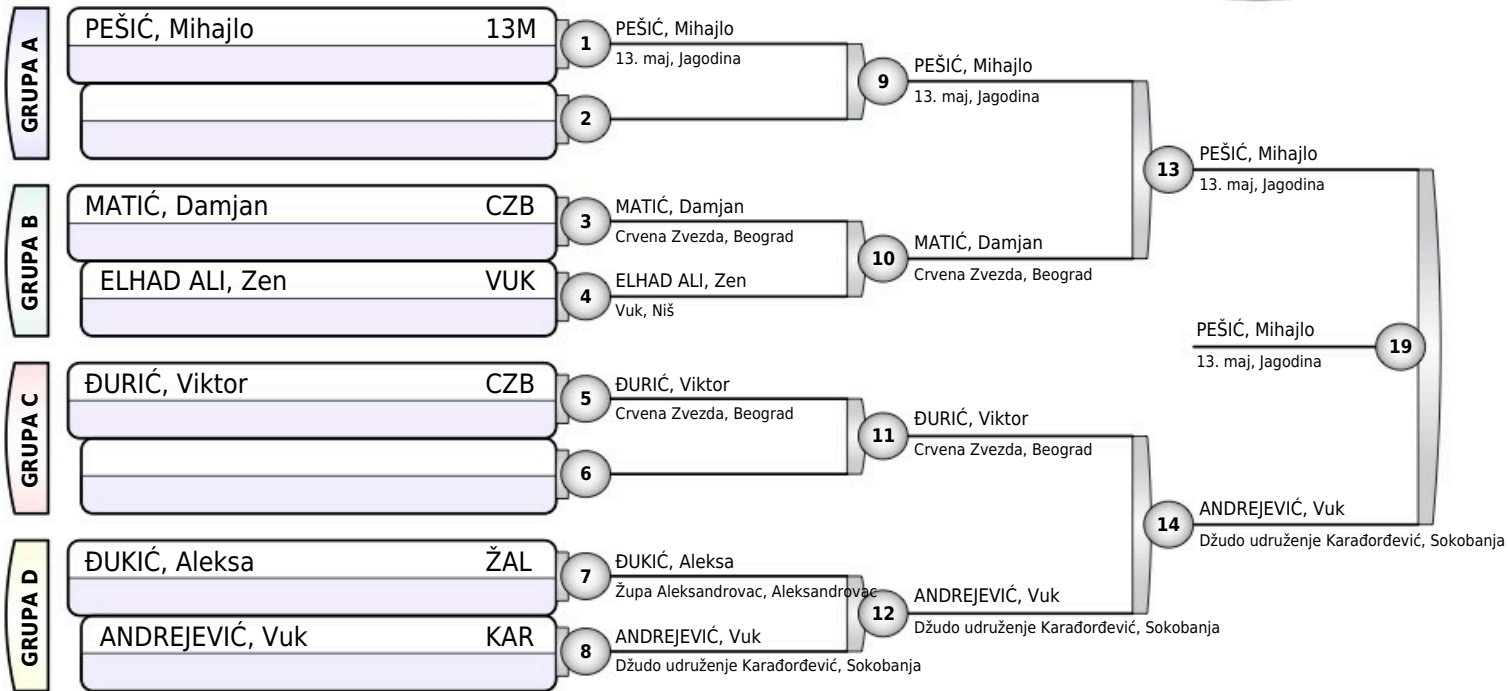 GRUPA A
PEŠIĆ, Mihajlo 13M
1
PEŠIĆ, Mihajlo
13. maj, Jagodina
2
9
PEŠIĆ, Mihajlo
13. maj, Jagodina
GRUPA B
MATIĆ, Damjan CZB
3
MATIĆ, Damjan
Crvena Zvezda, Beograd
ELHAD ALI, Zen VUK
4
ELHAD ALI, Zen
Vuk, Niš
10
MATIĆ, Damjan
Crvena Zvezda, Beograd
13
PEŠIĆ, Mihajlo
13. maj, Jagodina
PEŠIĆ, Mihajlo
13. maj, Jagodina
19
GRUPA C
ĐURIĆ, Viktor CZB
5
ĐURIĆ, Viktor
Crvena Zvezda, Beograd
6
11
ĐURIĆ, Viktor
Crvena Zvezda, Beograd
GRUPA D
ĐUKIĆ, Aleksa ŽAL
7
ĐUKIĆ, Aleksa
Župa Aleksandrovac, Aleksandrovac
ANDREJEVIĆ, Vuk KAR
8
ANDREJEVIĆ, Vuk
Džudo udruženje Karađorđević, Sokobanja
12
ANDREJEVIĆ, Vuk
Džudo udruženje Karađorđević, Sokobanja
14
ANDREJEVIĆ, Vuk
Džudo udruženje Karađorđević, Sokobanja